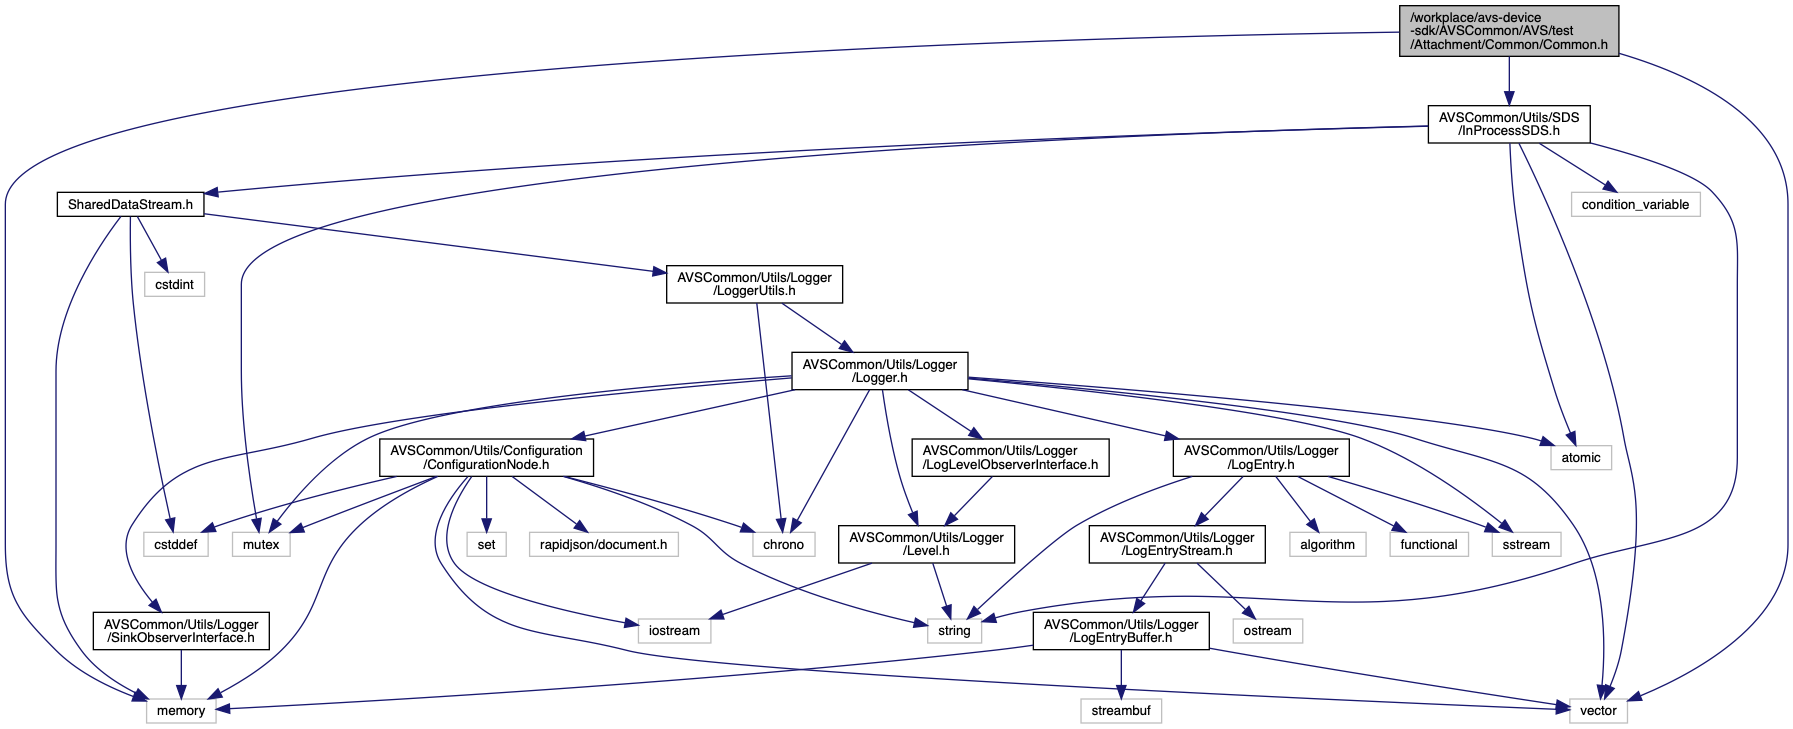 /workplace/avs-device
-sdk/AVSCommon/AVS/test
/Attachment/Common/Common.h
AVSCommon/Utils/SDS
/InProcessSDS.h
SharedDataStream.h
condition_variable
cstdint
AVSCommon/Utils/Logger
/LoggerUtils.h
AVSCommon/Utils/Logger
/Logger.h
AVSCommon/Utils/Configuration
/ConfigurationNode.h
AVSCommon/Utils/Logger
/LogLevelObserverInterface.h
AVSCommon/Utils/Logger
/LogEntry.h
atomic
cstddef
mutex
set
rapidjson/document.h
chrono
AVSCommon/Utils/Logger
/Level.h
AVSCommon/Utils/Logger
/LogEntryStream.h
algorithm
functional
sstream
AVSCommon/Utils/Logger
/SinkObserverInterface.h
iostream
string
AVSCommon/Utils/Logger
/LogEntryBuffer.h
ostream
memory
streambuf
vector